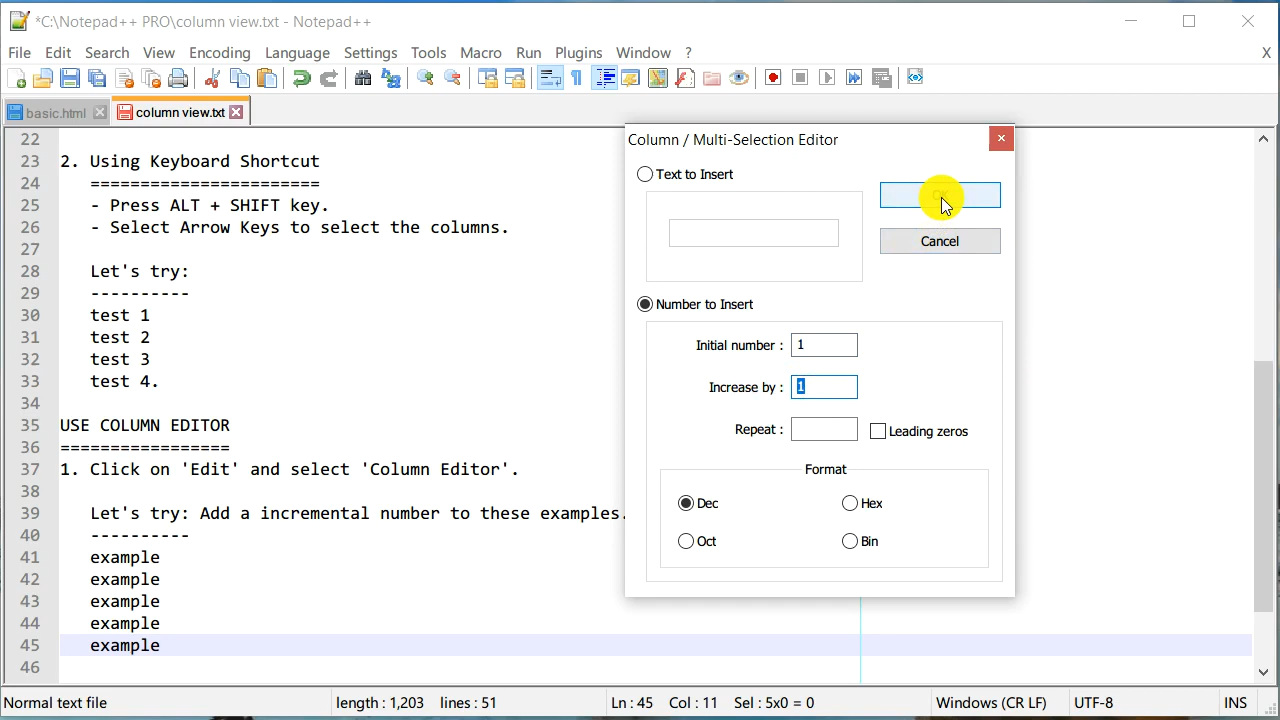 *C:\Notepad++ PRO\column view.txt - Notepad++
File Edit Search View Encoding Language Settings Tools Macro Run Plugins Window ? X
basic.html column view.txt
22
23 2. Using Keyboard Shortcut
24 =======================
25 - Press ALT + SHIFT key.
26 - Select Arrow Keys to select the columns.
27
28 Let's try:
29 ----------
30 test 1
31 test 2
32 test 3
33 test 4.
34
35 USE COLUMN EDITOR
36 =================
37 1. Click on 'Edit' and select 'Column Editor'.
38
39 Let's try: Add a incremental number to these examples.
40 ----------
41 example
42 example
43 example
44 example
45 example
46
Column / Multi-Selection Editor
Text to Insert
OK
Cancel
Number to Insert
Initial number : 1
Increase by : 1
Repeat : Leading zeros
Format
Dec Hex
Oct Bin
Normal text file length : 1,203 lines : 51 Ln : 45 Col : 11 Sel : 5x0 = 0 Windows (CR LF) UTF-8 INS